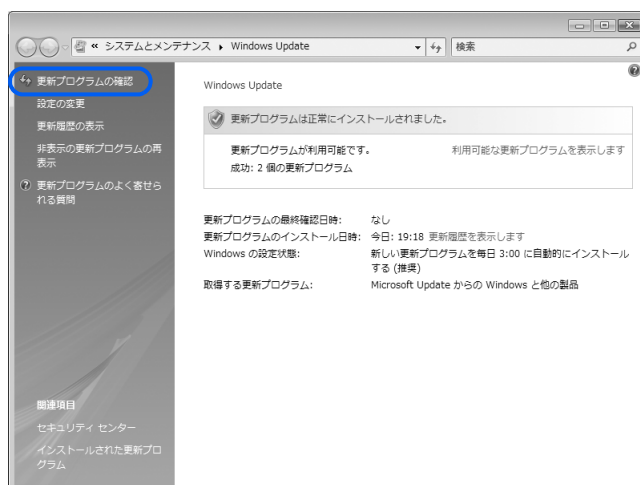 « システムとメンテナンス ▸ Windows Update
検索
更新プログラムの確認
設定の変更
更新履歴の表示
非表示の更新プログラムの再
表示
更新プログラムのよく寄せら
れる質問
関連項目
セキュリティ センター
インストールされた更新プロ
グラム
Windows Update
更新プログラムは正常にインストールされました。
更新プログラムが利用可能です。 利用可能な更新プログラムを表示します
成功: 2 個の更新プログラム
更新プログラムの最終確認日時: なし
更新プログラムのインストール日時: 今日: 19:18 更新履歴を表示します
Windows の設定状態: 新しい更新プログラムを毎日 3:00 に自動的にインストール
する (推奨)
取得する更新プログラム: Microsoft Update からの Windows と他の製品